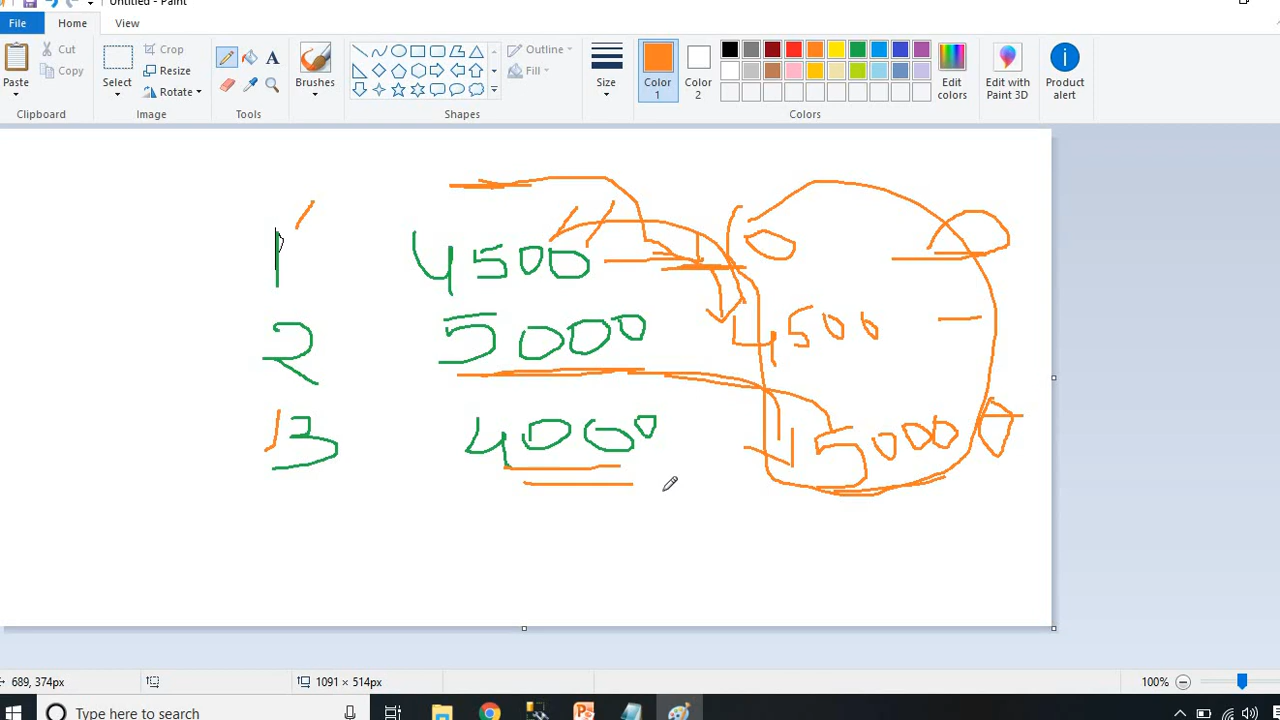 Untitled - Paint
File Home View
Paste
Cut
Copy
Clipboard
Select
Crop
Resize
Rotate
Image
Tools
Brushes
Shapes
Outline
Fill
Size
Color 1
Color 2
Colors
Edit colors
Edit with Paint 3D
Product alert
1 4500 0
2 5000 4500
3 4000 5000
689, 374px
1091 × 514px
100%
Type here to search